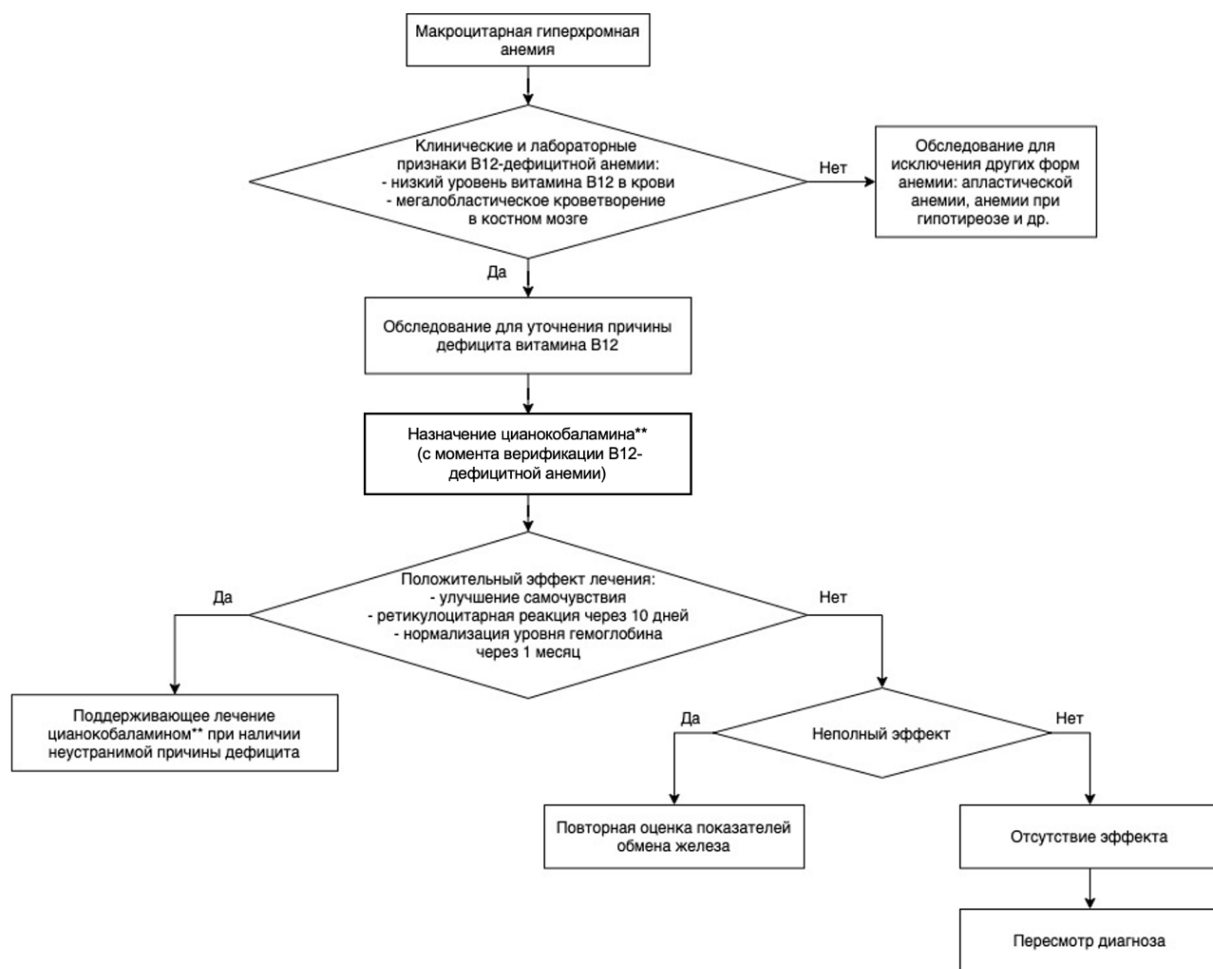 Макроцитарная гиперхромная
анемия
Клинические и лабораторные
признаки В12-дефицитной анемии:
- низкий уровень витамина В12 в крови
- мегалобластическое кроветворение
в костном мозге
Нет
Обследование для
исключения других форм
анемии: апластической
анемии, анемии при
гипотиреозе и др.
Да
Обследование для уточнения причины
дефицита витамина В12
Назначение цианокобаламина**
(с момента верификации В12-
дефицитной анемии)
Положительный эффект лечения:
- улучшение самочувствия
- ретикулоцитарная реакция через 10 дней
- нормализация уровня гемоглобина
через 1 месяц
Да
Нет
Поддерживающее лечение
цианокобаламином** при наличии
неустранимой причины дефицита
Неполный эффект
Да
Нет
Повторная оценка показателей
обмена железа
Отсутствие эффекта
Пересмотр диагноза